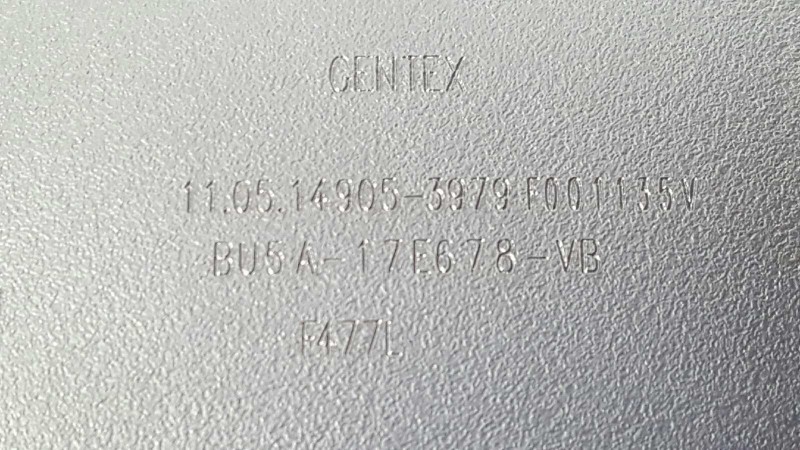 GENTEX
11.05.14905-3979 F001135V
BU5A-17E678-VB
F477L